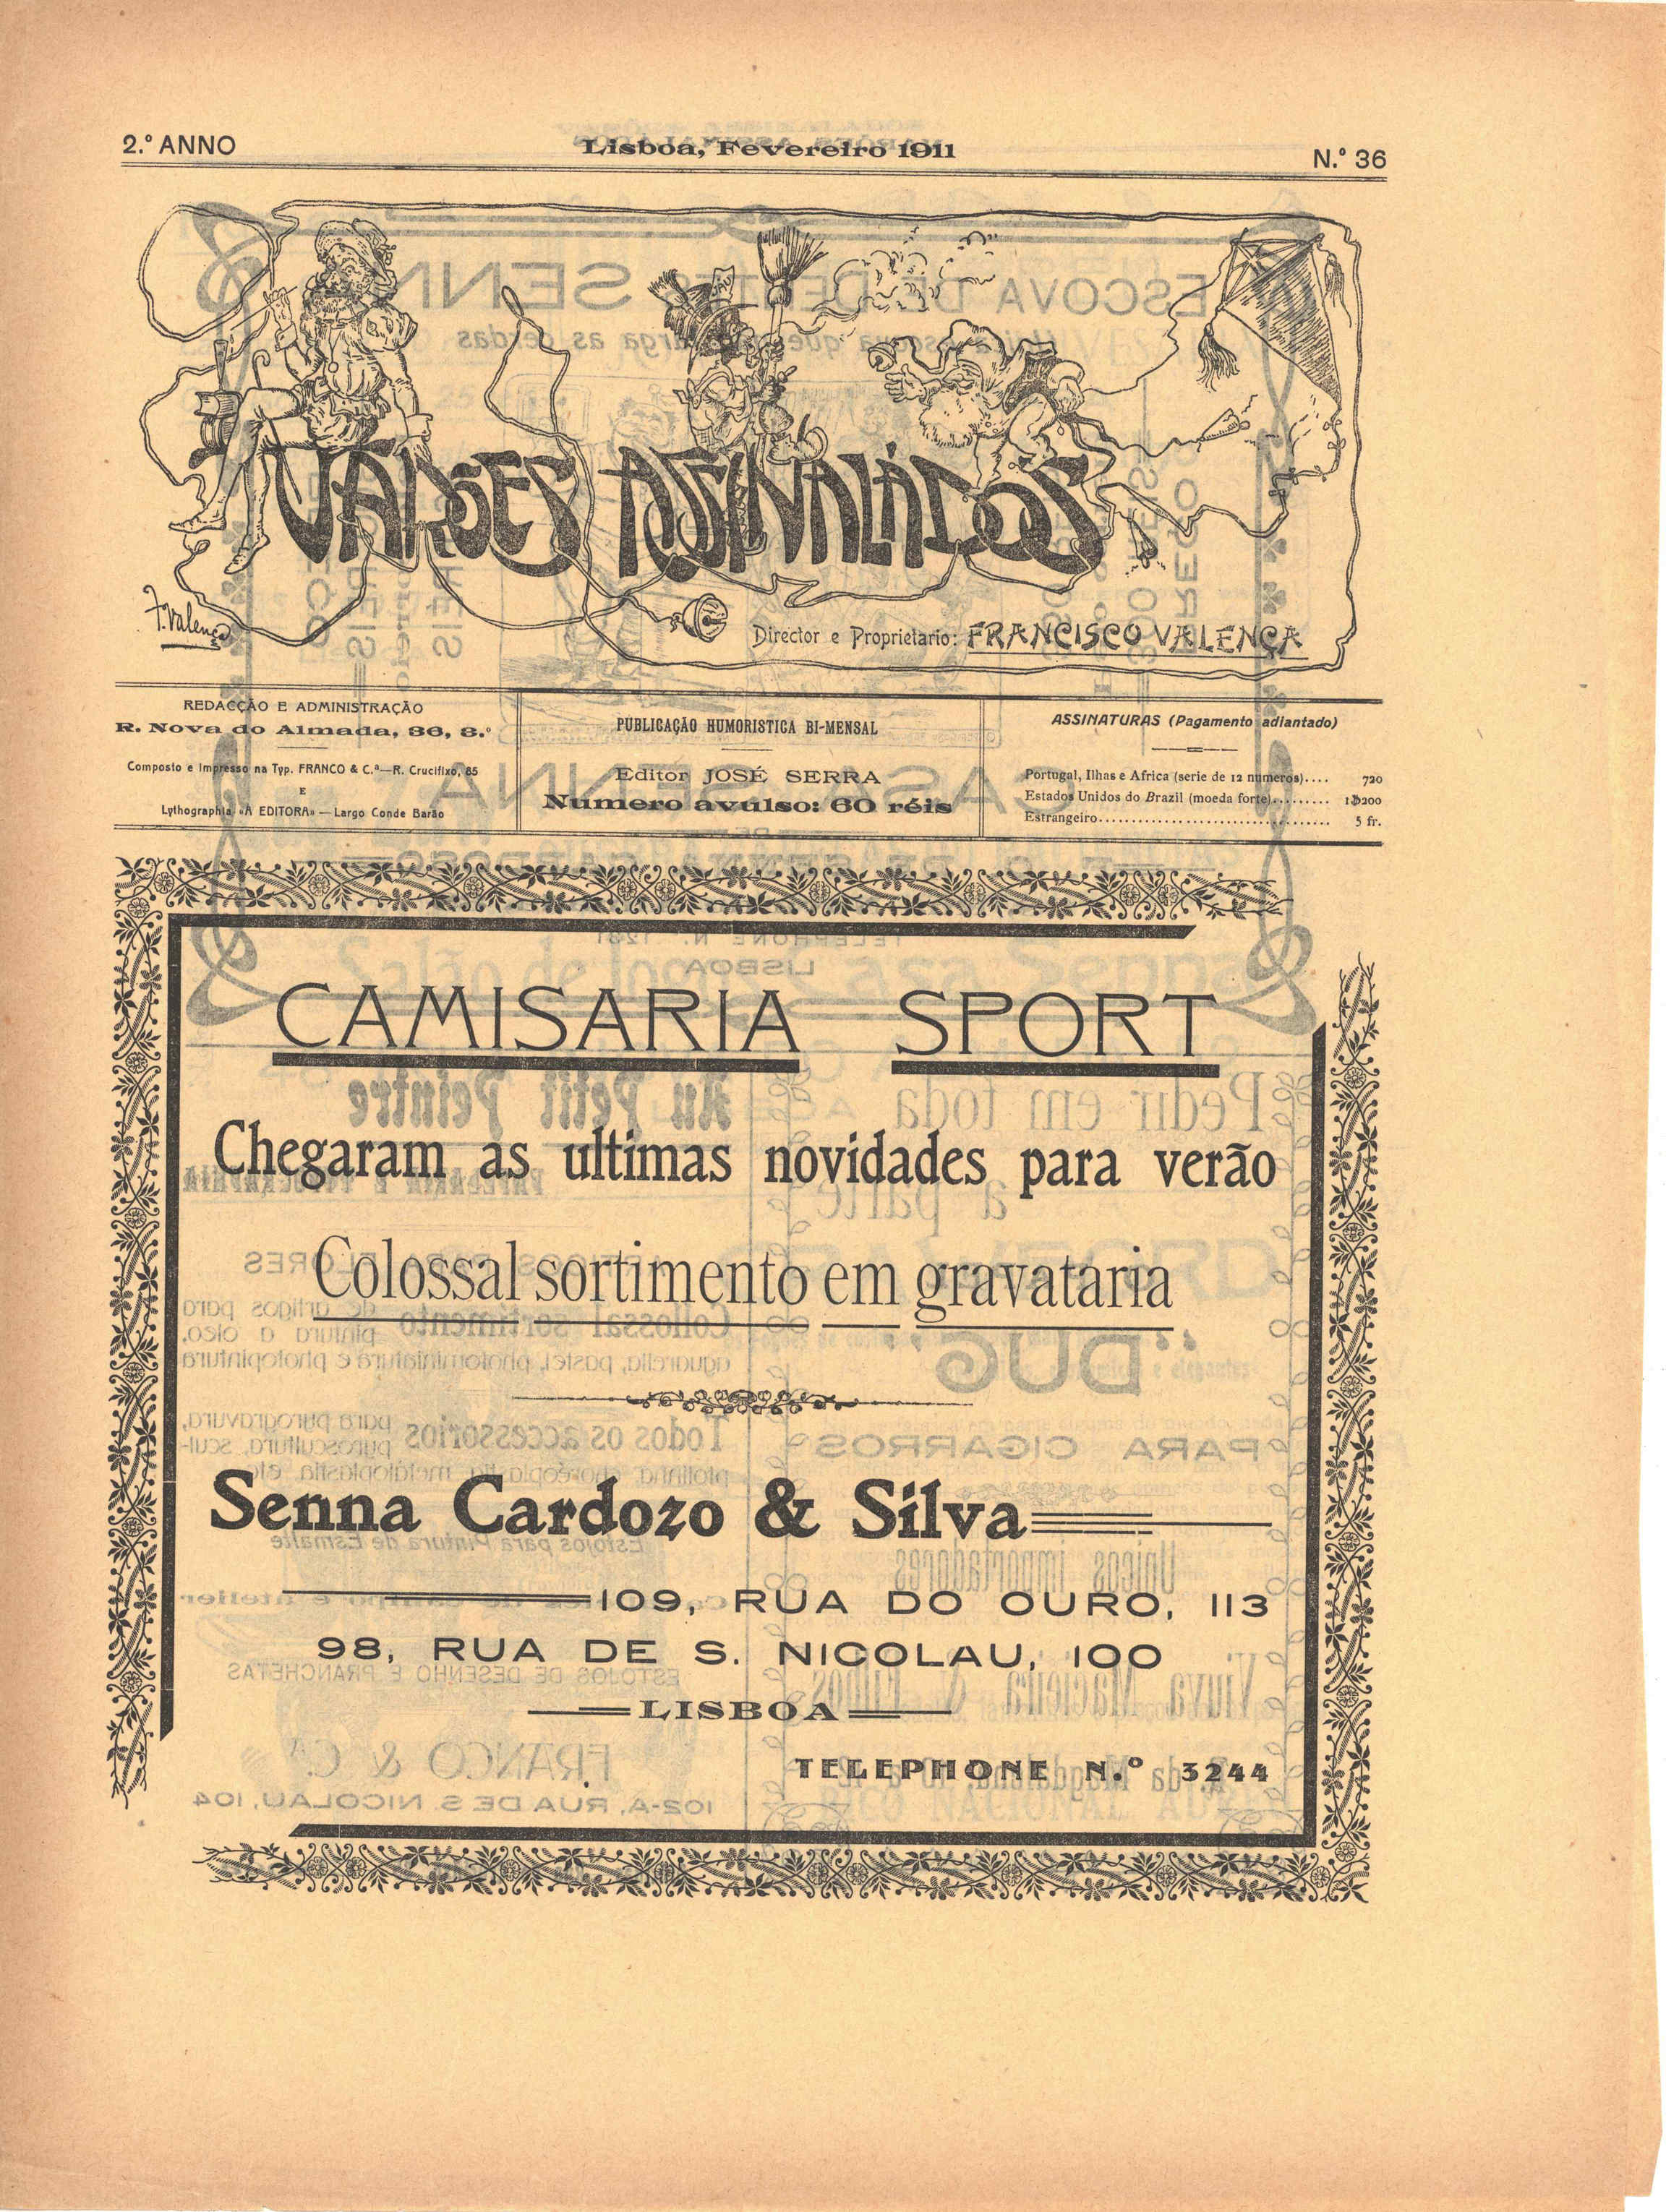 2.º ANNO
Lisboa, Fevereiro 1911
N.º 36
VARÕES ASSINALÁDOS
F. Valença
Director e Proprietario: FRANCISCO VALENÇA
REDACÇÃO E ADMINISTRAÇÃO
R. Nova do Almada, 36, 3.º
Composto e Impresso na Typ. FRANCO & C.ª—R. Crucifixo, 85
E
Lythographia «A EDITORA» — Largo Conde Barão
PUBLICAÇÃO HUMORISTICA BI-MENSAL
Editor JOSÉ SERRA
Numero avulso: 60 réis
ASSINATURAS (Pagamento adiantado)
Portugal, Ilhas e Africa (serie de 12 numeros).... 720
Estados Unidos do Brazil (moeda forte)......... 1$200
Estrangeiro.................................. 5 fr.
CAMISARIA SPORT
Chegaram as ultimas novidades para verão
Colossal sortimento em gravataria
Senna Cardozo & Silva
109, RUA DO OURO, 113
98, RUA DE S. NICOLAU, 100
LISBOA
TELEPHONE N.º 3244